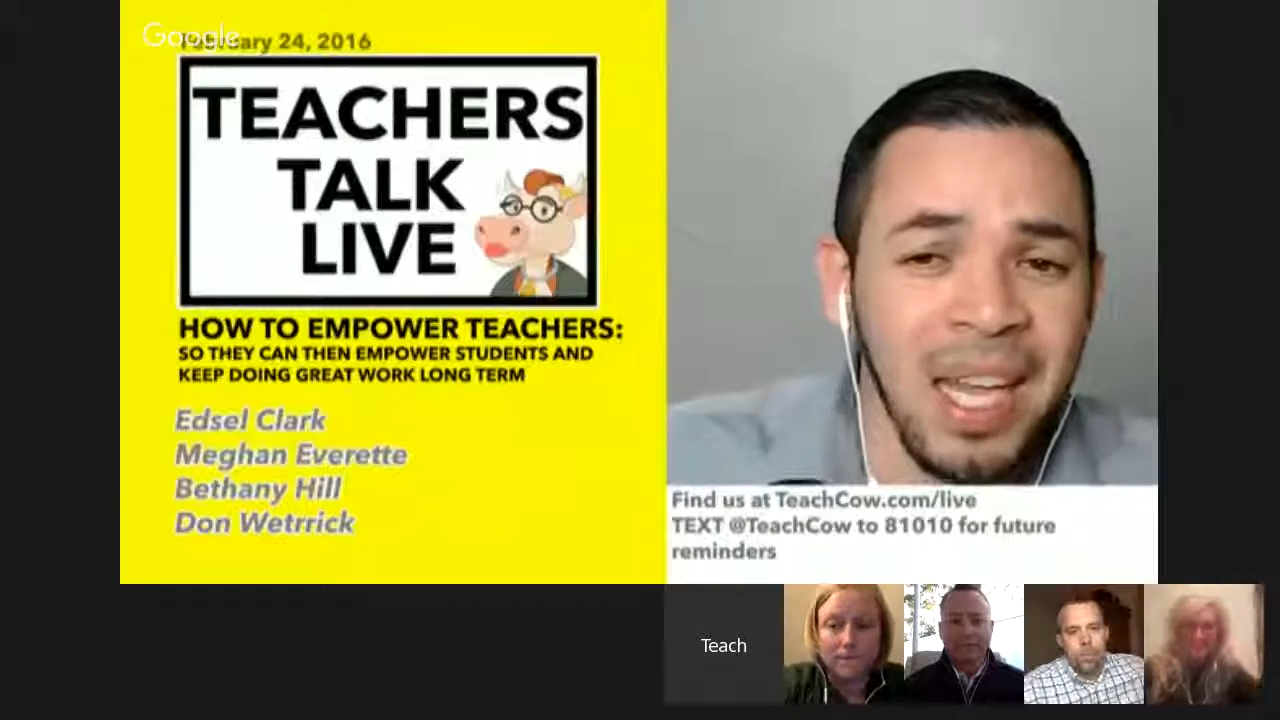 Google
February 24, 2016
TEACHERS
TALK
LIVE
HOW TO EMPOWER TEACHERS:
SO THEY CAN THEN EMPOWER STUDENTS AND
KEEP DOING GREAT WORK LONG TERM
Edsel Clark
Meghan Everette
Bethany Hill
Don Wetrrick
Find us at TeachCow.com/live
TEXT @TeachCow to 81010 for future
reminders
Teach